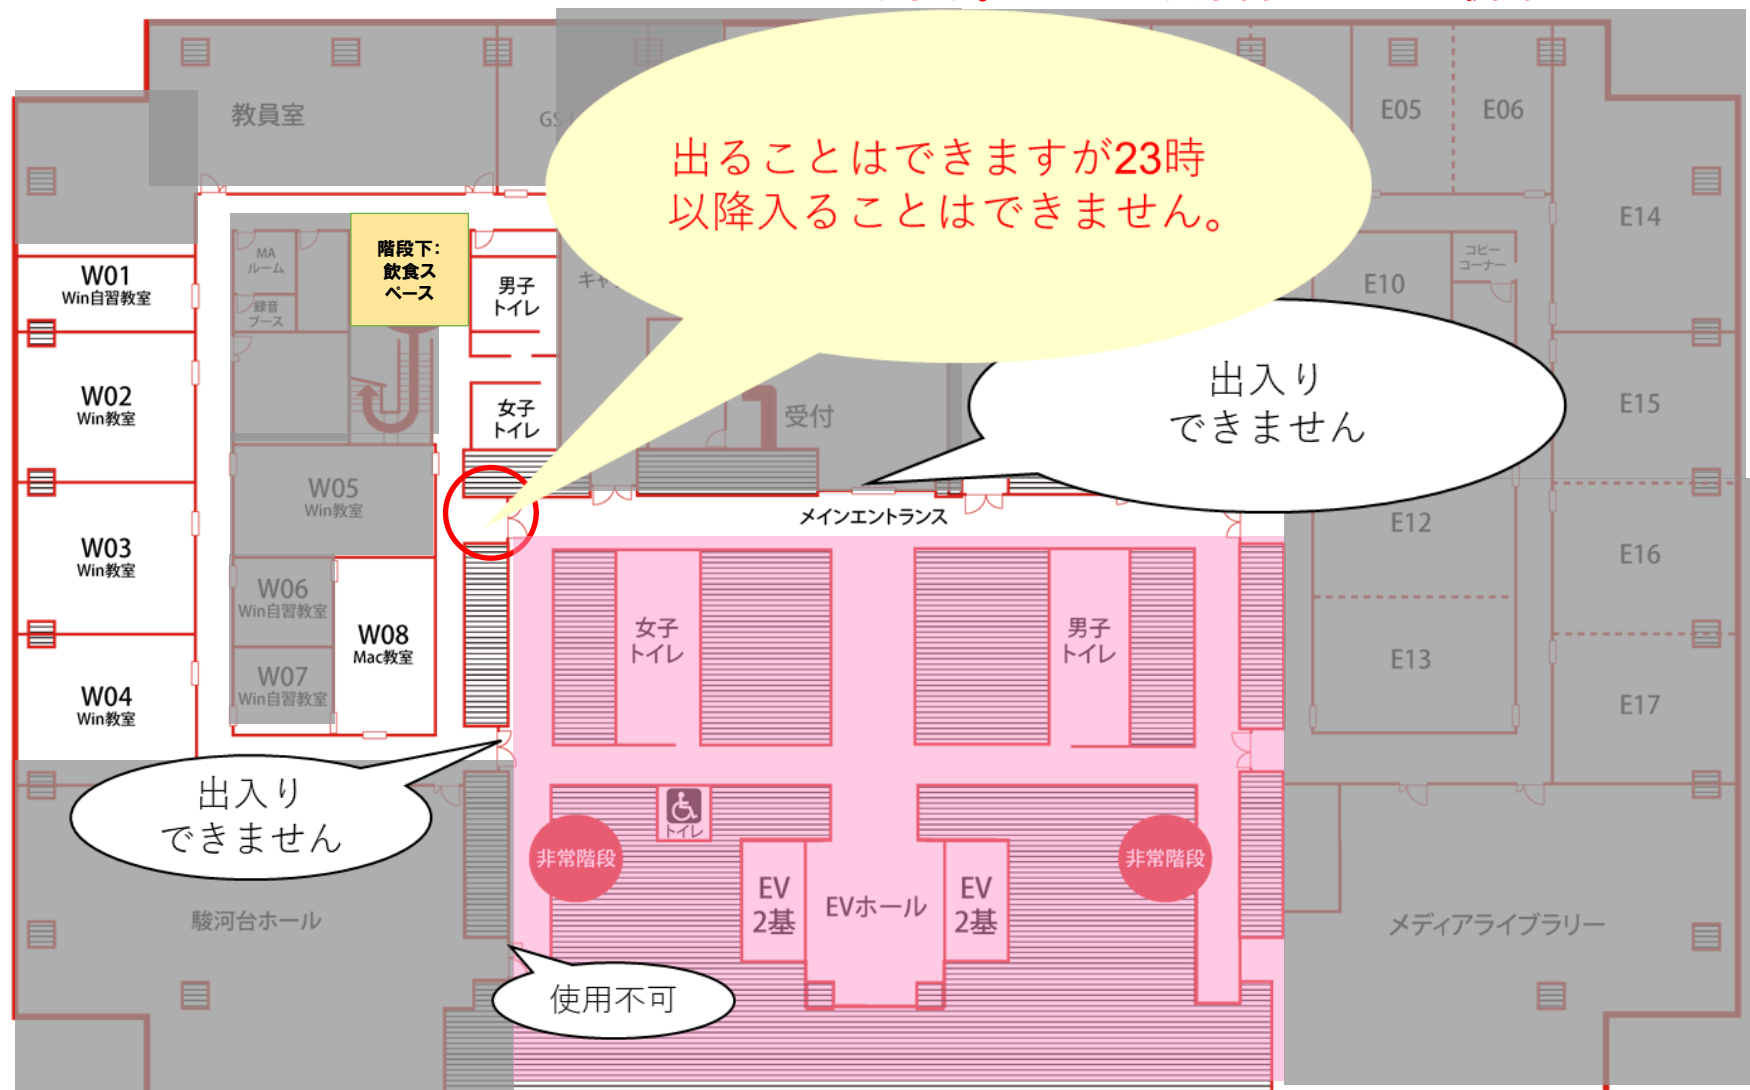 教員室
E05
E06
出ることはできますが23時
以降入ることはできません。
E14
MA
ルーム
階段下：
飲食ス
ペース
男子
トイレ
コピー
コーナー
E10
W01
Win自習教室
録音
ブース
出入り
できません
W02
Win教室
女子
トイレ
受付
E15
W05
Win教室
メインエントランス
E12
W03
Win教室
E16
W06
Win自習教室
W08
Mac教室
女子
トイレ
男子
トイレ
E13
W07
Win自習教室
W04
Win教室
E17
出入り
できません
トイレ
非常階段
非常階段
EV
2基
EVホール
EV
2基
駿河台ホール
メディアライブラリー
使用不可